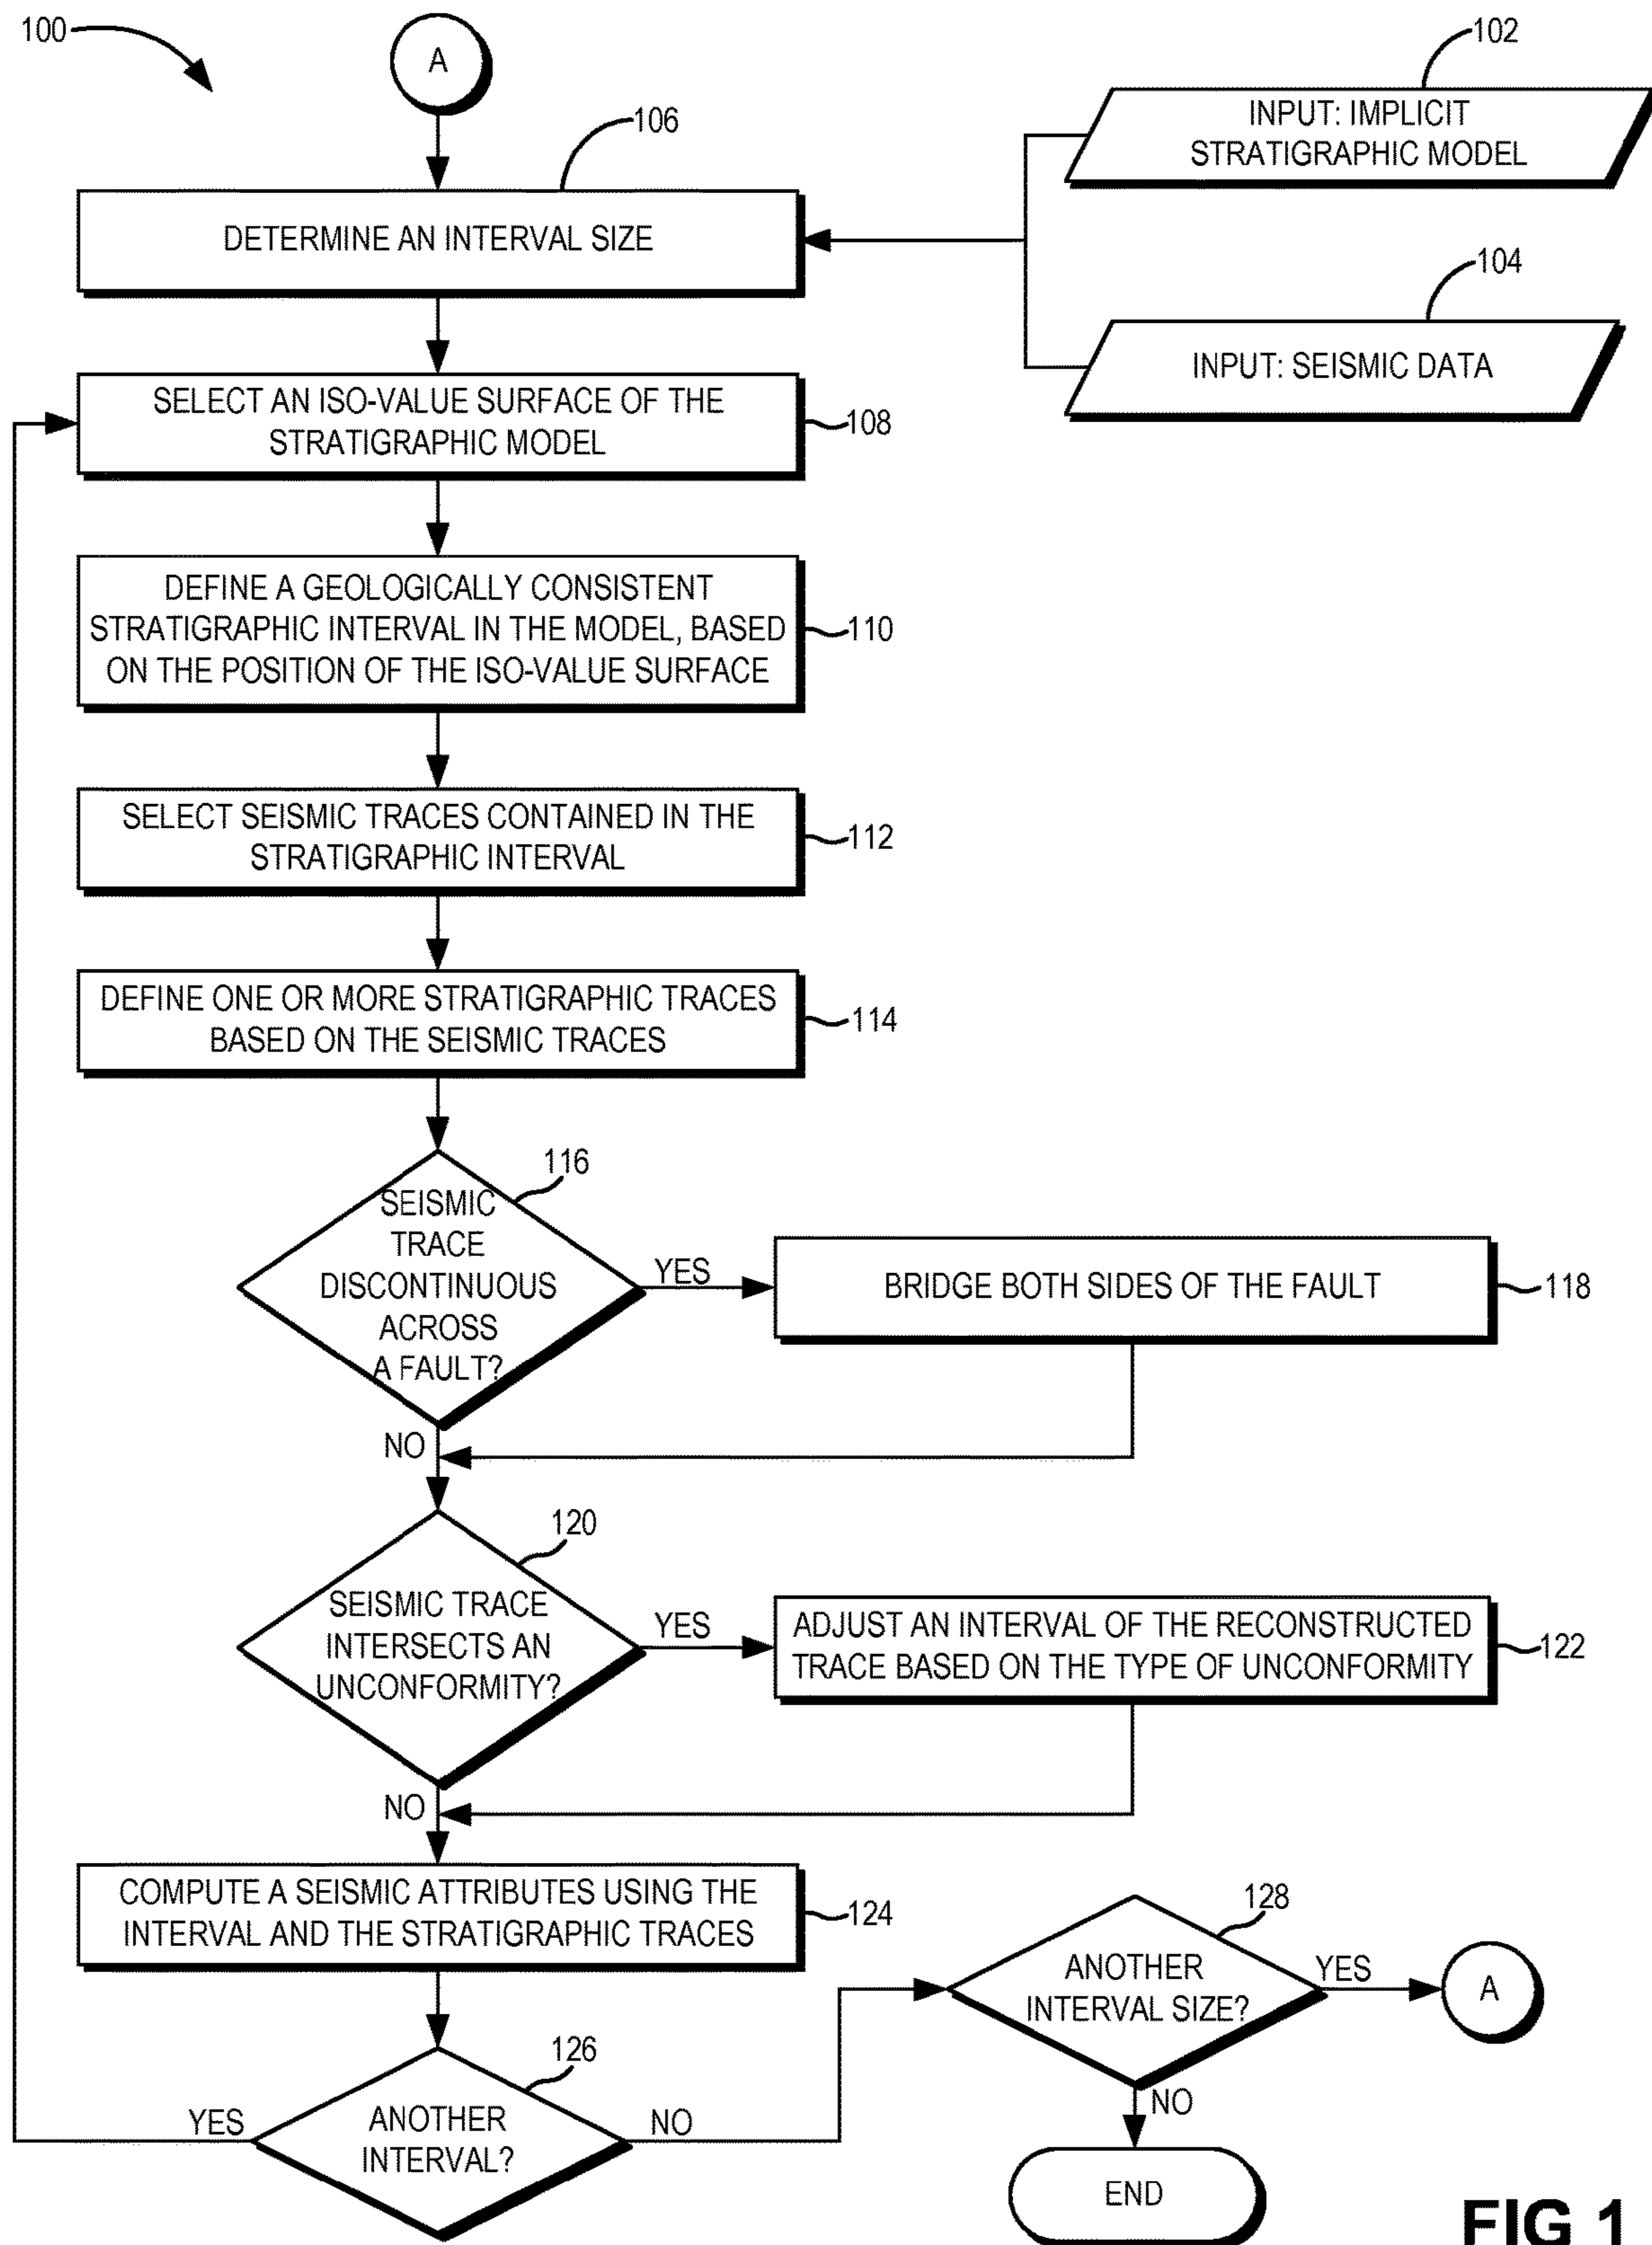 100
A
102
INPUT: IMPLICIT
STRATIGRAPHIC MODEL
106
DETERMINE AN INTERVAL SIZE
104
INPUT: SEISMIC DATA
SELECT AN ISO-VALUE SURFACE OF THE
STRATIGRAPHIC MODEL
108
DEFINE A GEOLOGICALLY CONSISTENT
STRATIGRAPHIC INTERVAL IN THE MODEL, BASED
ON THE POSITION OF THE ISO-VALUE SURFACE
110
SELECT SEISMIC TRACES CONTAINED IN THE
STRATIGRAPHIC INTERVAL
112
DEFINE ONE OR MORE STRATIGRAPHIC TRACES
BASED ON THE SEISMIC TRACES
114
116
SEISMIC
TRACE
DISCONTINUOUS
ACROSS
A FAULT?
YES
BRIDGE BOTH SIDES OF THE FAULT
118
NO
120
SEISMIC TRACE
INTERSECTS AN
UNCONFORMITY?
YES
ADJUST AN INTERVAL OF THE RECONSTRUCTED
TRACE BASED ON THE TYPE OF UNCONFORMITY
122
NO
COMPUTE A SEISMIC ATTRIBUTES USING THE
INTERVAL AND THE STRATIGRAPHIC TRACES
124
126
ANOTHER
INTERVAL?
YES
NO
128
ANOTHER
INTERVAL SIZE?
YES
A
NO
END
FIG 1